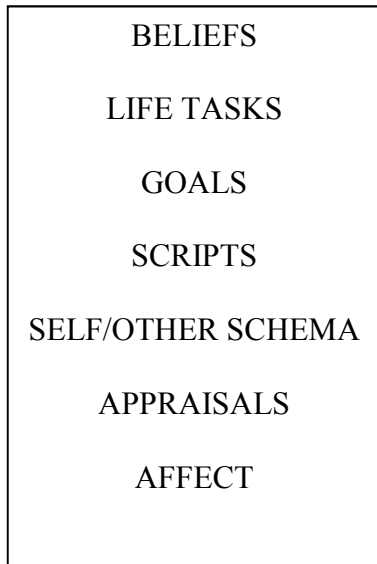 BELIEFS
LIFE TASKS
GOALS
SCRIPTS
SELF/OTHER SCHEMA
APPRAISALS
AFFECT